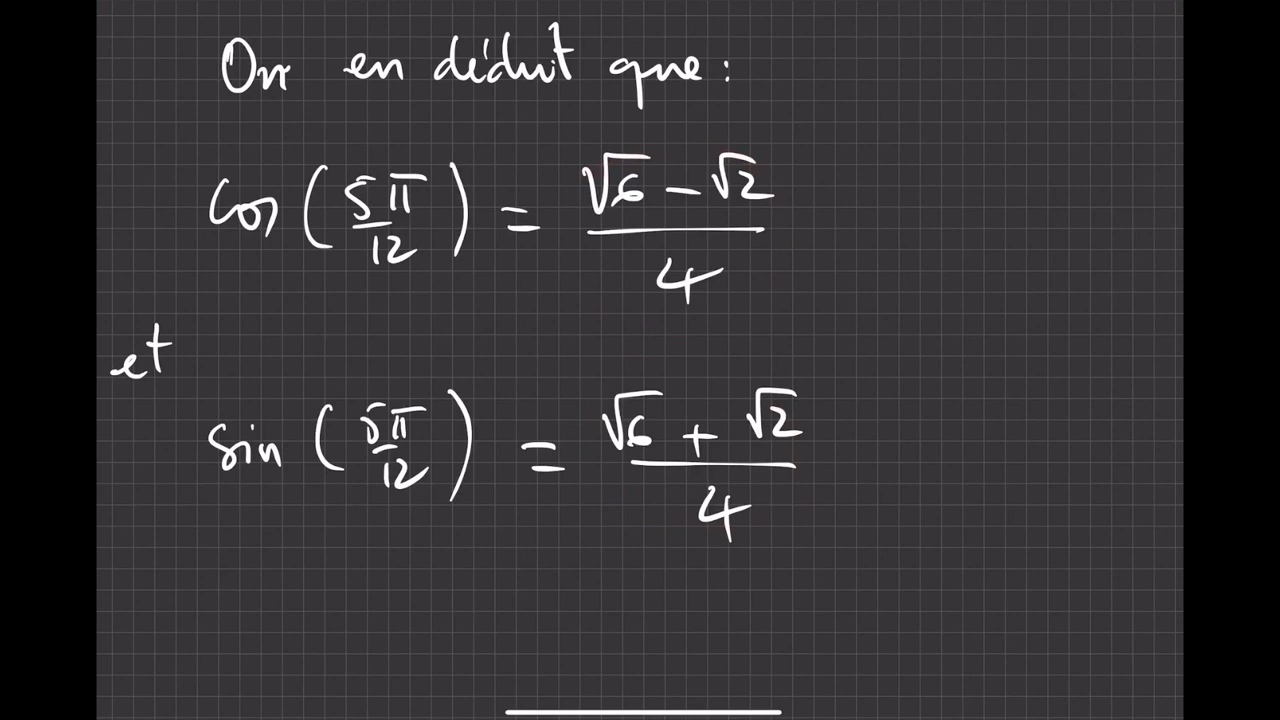 On en déduit que :
cos(5π/12) = (√6 - √2)/4
et
sin(5π/12) = (√6 + √2)/4